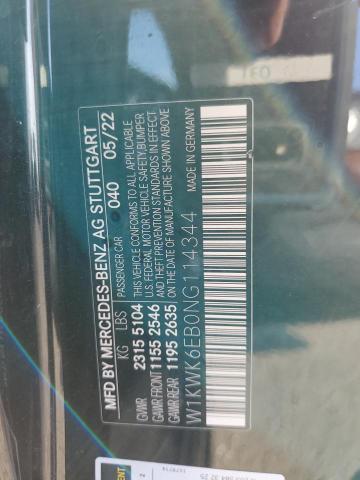 MFD BY MERCEDES-BENZ AG STUTTGART
PASSENGER CAR 040 05/22
KG LBS
GVWR 2315 5104
GAWR FRONT 1155 2546
GAWR REAR 1195 2635
THIS VEHICLE CONFORMS TO ALL APPLICABLE
U.S. FEDERAL MOTOR VEHICLE SAFETY, BUMPER
AND THEFT PREVENTION STANDARDS IN EFFECT
ON THE DATE OF MANUFACTURE SHOWN ABOVE
W1KWK6EB0NG114344
MADE IN GERMANY
031